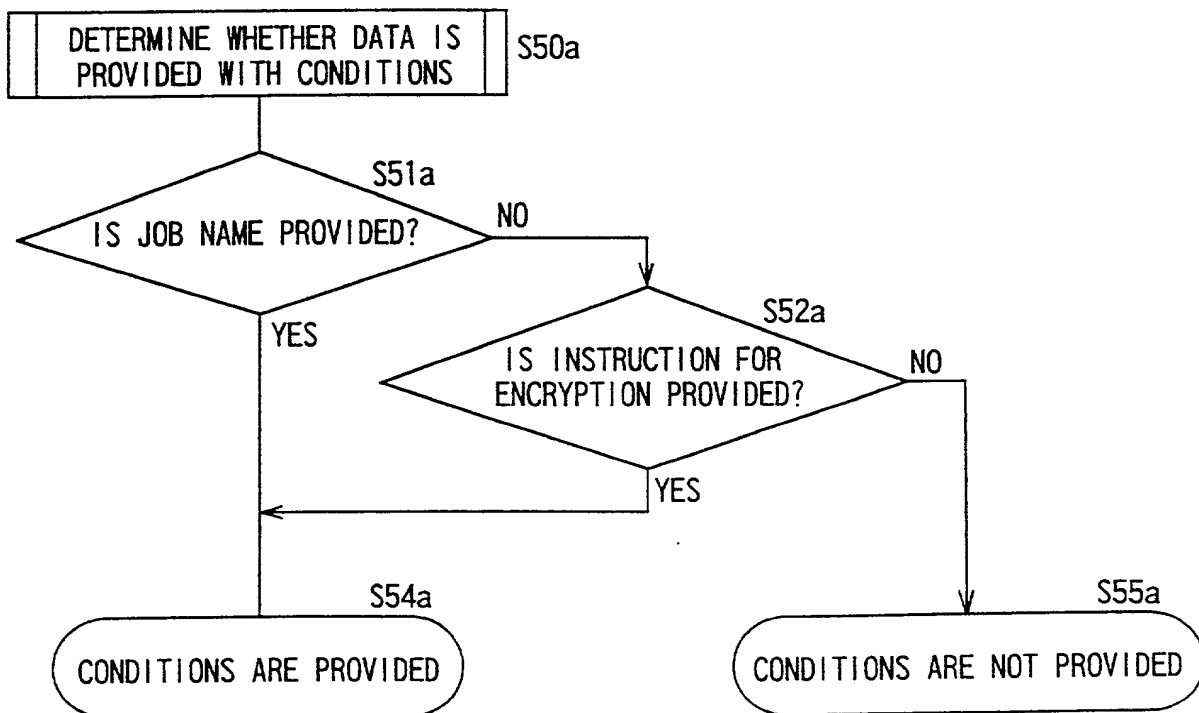 DETERMINE WHETHER DATA IS
PROVIDED WITH CONDITIONS
S50a
S51a
IS JOB NAME PROVIDED?
NO
YES
S52a
IS INSTRUCTION FOR
ENCRYPTION PROVIDED?
NO
YES
S54a
CONDITIONS ARE PROVIDED
S55a
CONDITIONS ARE NOT PROVIDED